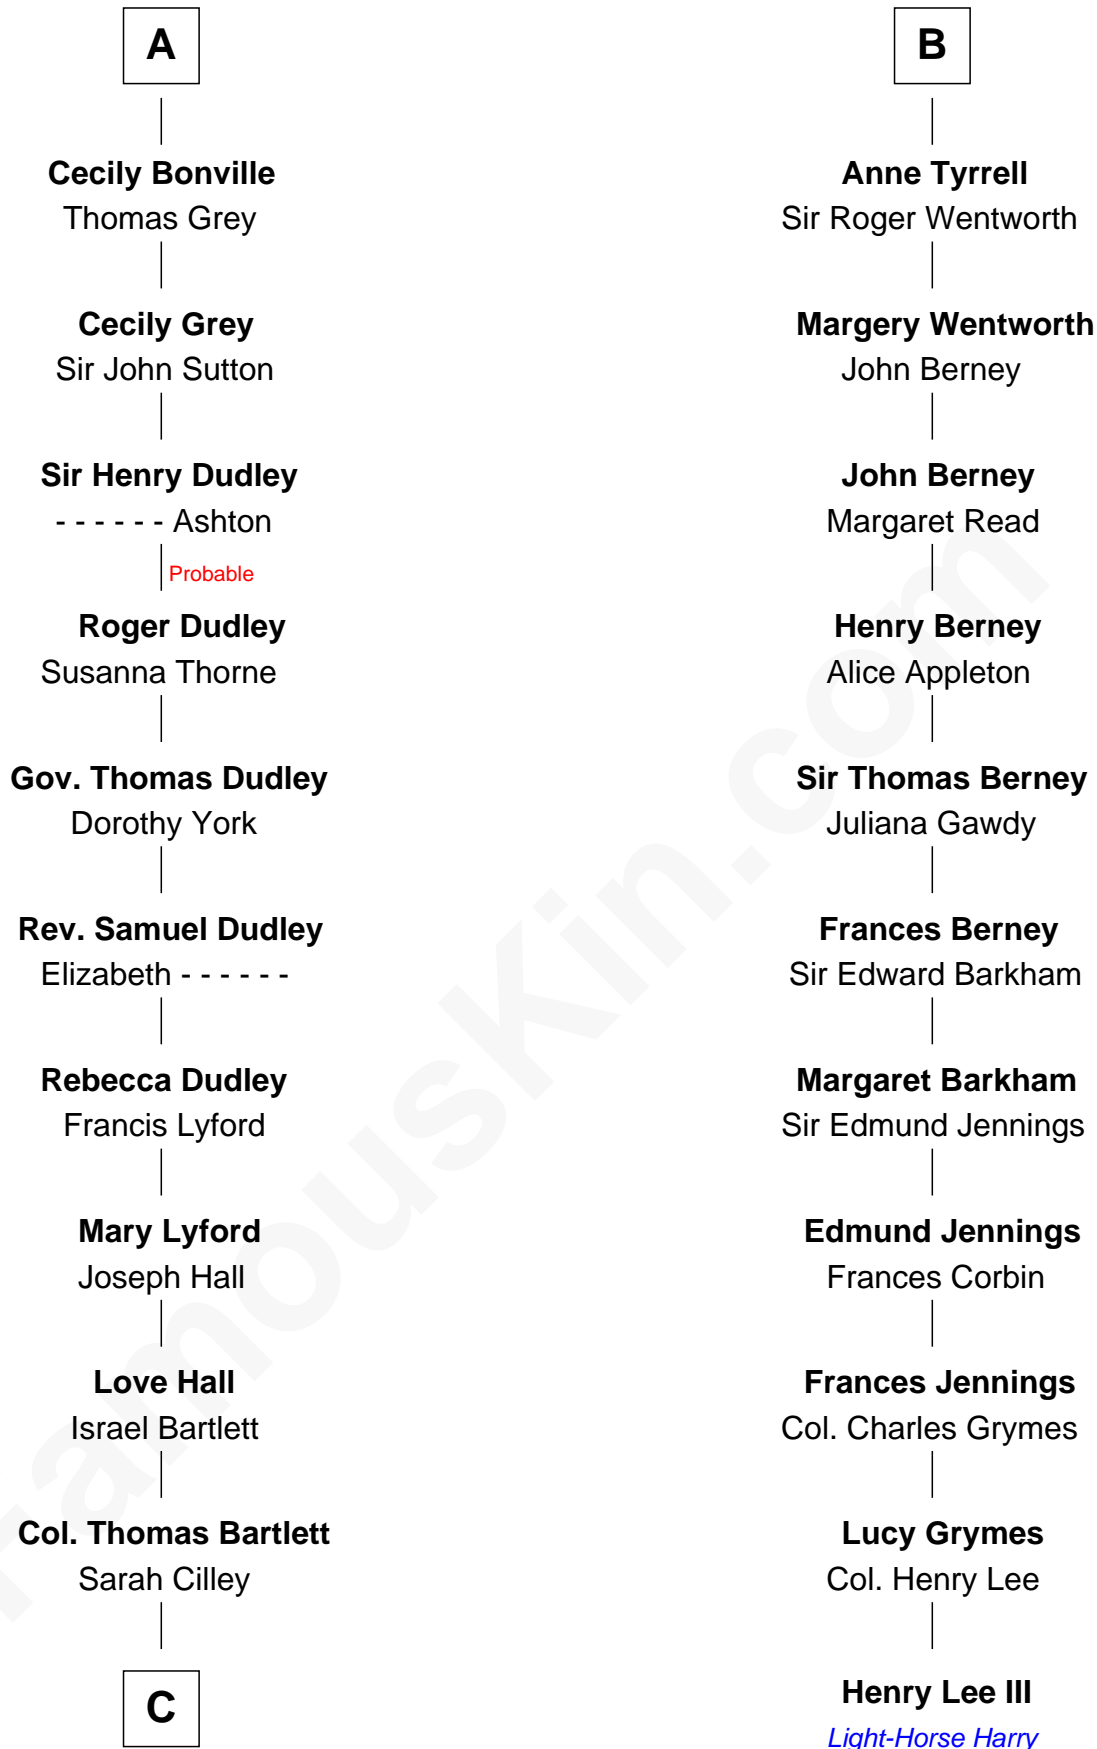 A
Cecily Bonville
Thomas Grey
Cecily Grey
Sir John Sutton
Sir Henry Dudley
- - - - - - Ashton
Probable
Roger Dudley
Susanna Thorne
Gov. Thomas Dudley
Dorothy York
Rev. Samuel Dudley
Elizabeth - - - - - -
Rebecca Dudley
Francis Lyford
Mary Lyford
Joseph Hall
Love Hall
Israel Bartlett
Col. Thomas Bartlett
Sarah Cilley
C
B
Anne Tyrrell
Sir Roger Wentworth
Margery Wentworth
John Berney
John Berney
Margaret Read
Henry Berney
Alice Appleton
Sir Thomas Berney
Juliana Gawdy
Frances Berney
Sir Edward Barkham
Margaret Barkham
Sir Edmund Jennings
Edmund Jennings
Frances Corbin
Frances Jennings
Col. Charles Grymes
Lucy Grymes
Col. Henry Lee
Henry Lee III
Light-Horse Harry
FamousKin.com